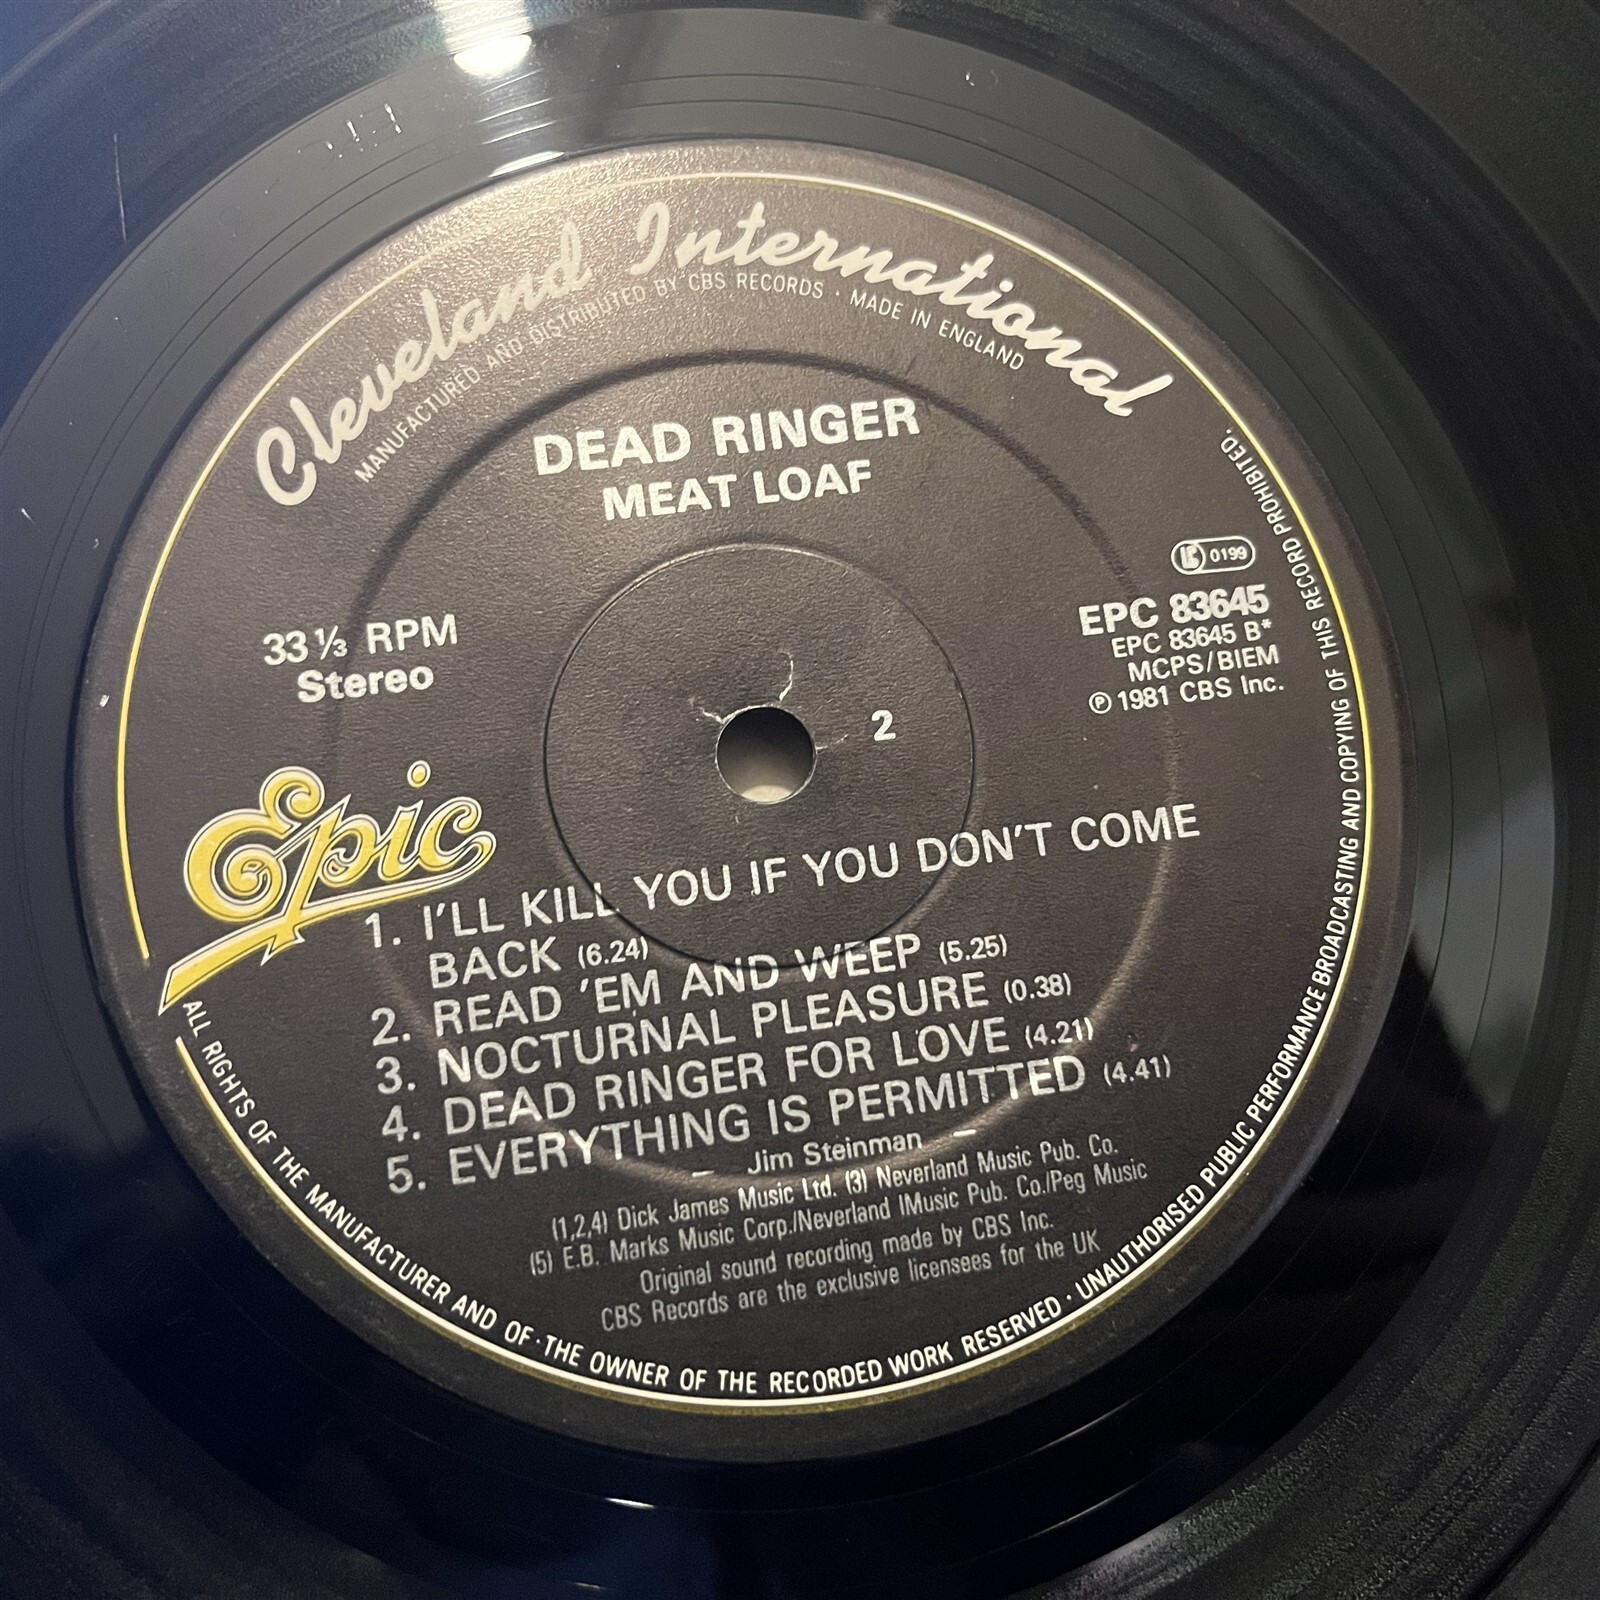 Cleveland International
MANUFACTURED AND DISTRIBUTED BY CBS RECORDS · MADE IN ENGLAND
DEAD RINGER
MEAT LOAF
33⅓ RPM
Stereo
LC 0199
EPC 83645
EPC 83645 B*
MCPS/BIEM
℗ 1981 CBS Inc.
2
Epic
1. I'LL KILL YOU IF YOU DON'T COME
BACK (6.24)
2. READ 'EM AND WEEP (5.25)
3. NOCTURNAL PLEASURE (0.38)
4. DEAD RINGER FOR LOVE (4.21)
5. EVERYTHING IS PERMITTED (4.41)
– Jim Steinman –
(1,2,4) Dick James Music Ltd. (3) Neverland Music Pub. Co.
(5) E.B. Marks Music Corp./Neverland IMusic Pub. Co./Peg Music
Original sound recording made by CBS Inc.
CBS Records are the exclusive licensees for the UK
ALL RIGHTS OF THE MANUFACTURER AND OF · THE OWNER OF THE RECORDED WORK RESERVED · UNAUTHORISED PUBLIC PERFORMANCE BROADCASTING AND COPYING OF THIS RECORD PROHIBITED.